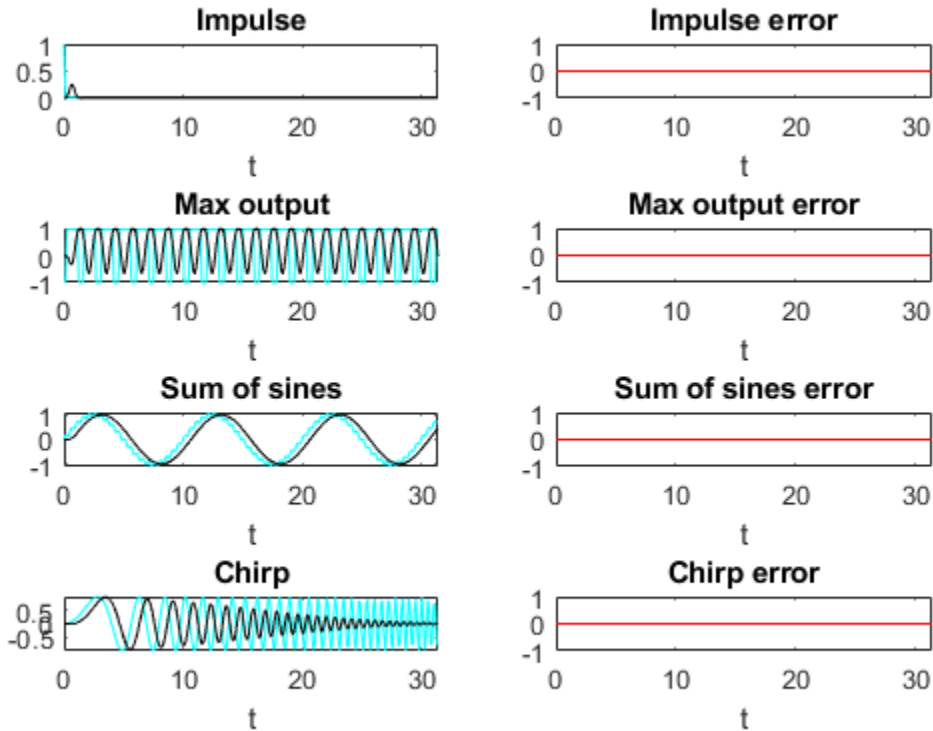 Impulse
1
0.5
0
0 10 20 30
t
Impulse error
1
0
-1
0 10 20 30
t
Max output
1
0
-1
0 10 20 30
t
Max output error
1
0
-1
0 10 20 30
t
Sum of sines
1
0
-1
0 10 20 30
t
Sum of sines error
1
0
-1
0 10 20 30
t
Chirp
0.5
0
-0.5
0 10 20 30
t
Chirp error
1
0
-1
0 10 20 30
t